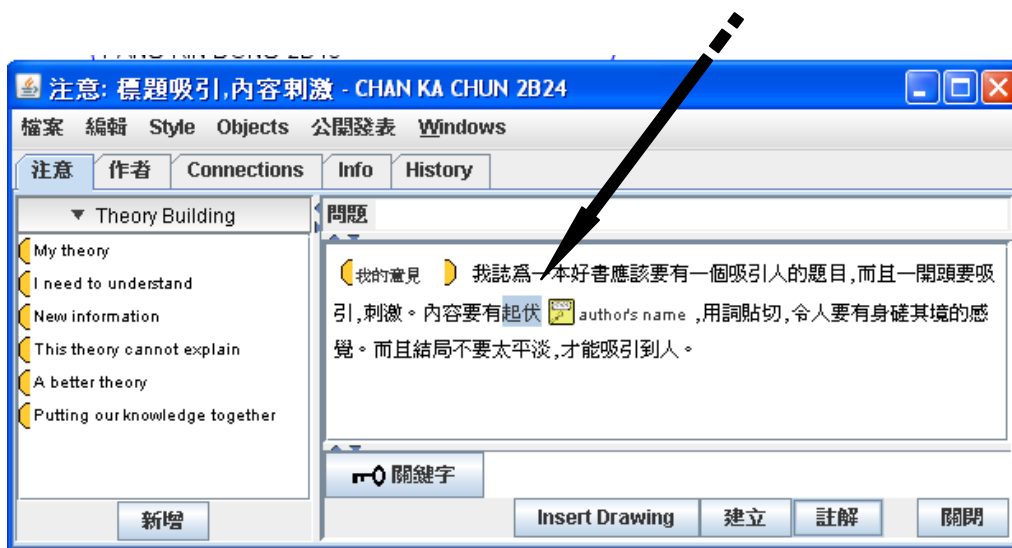 注意: 標題吸引,內容刺激 - CHAN KA CHUN 2B24
檔案 編輯 Style Objects 公開發表 Windows
注意 作者 Connections Info History
Theory Building
My theory
I need to understand
New information
This theory cannot explain
A better theory
Putting our knowledge together
新增
問題
我的意見 我誌爲一本好書應該要有一個吸引人的題目,而且一開頭要吸
引,刺激。內容要有起伏 author's name ,用詞貼切,令人要有身確其境的感
覺。而且結局不要太平淡,才能吸引到人。
關鍵字
Insert Drawing 建立 註解 關閉